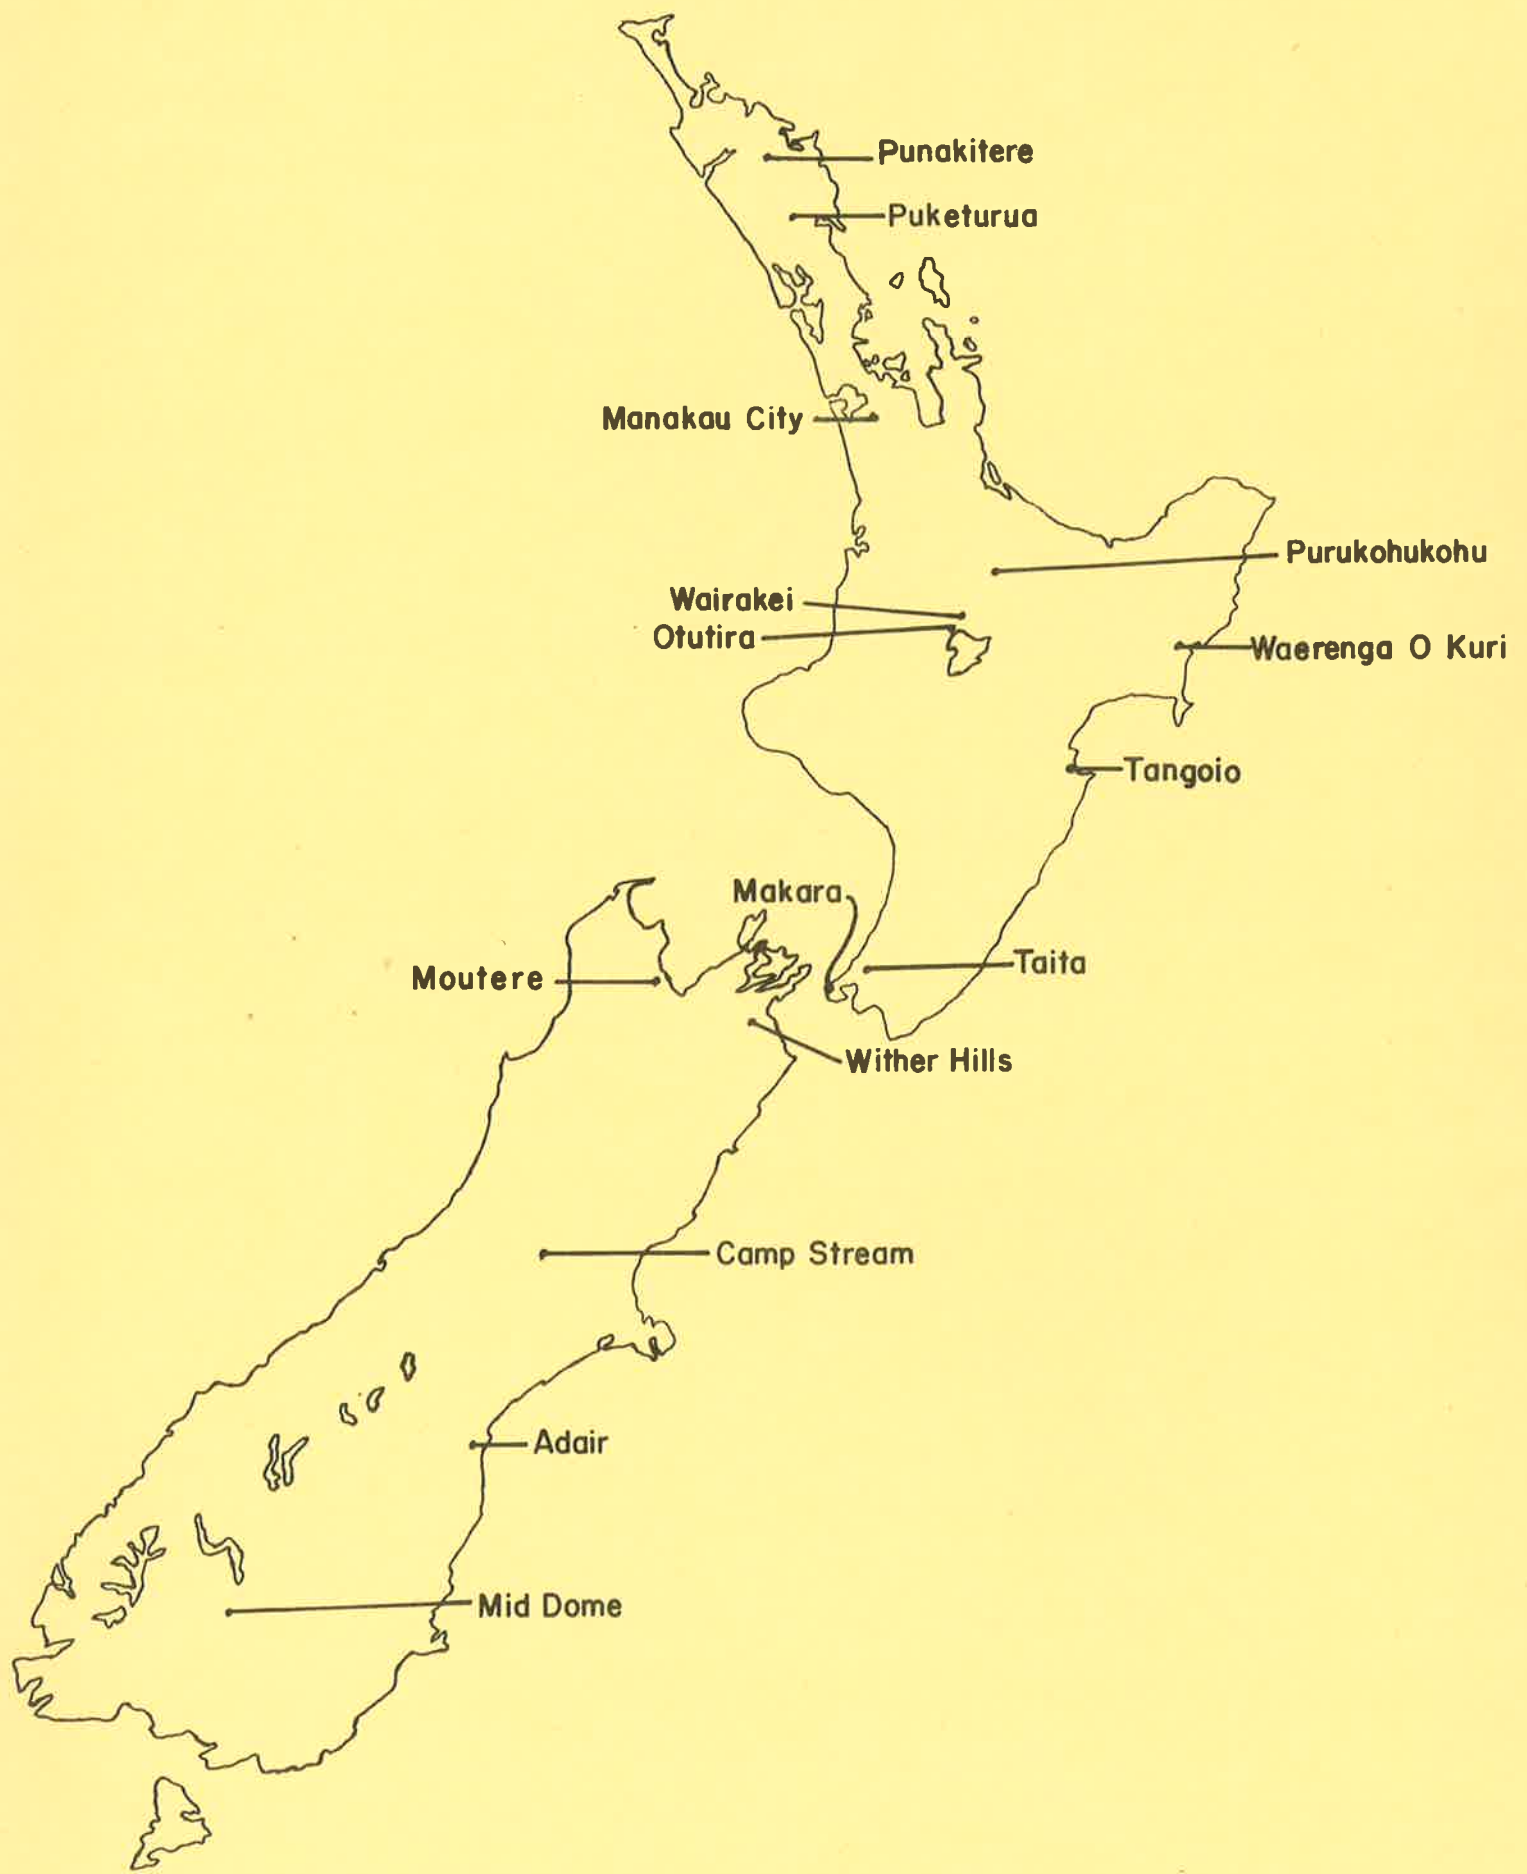 Punakitere
Puketurua
Manakau City
Purukohukohu
Wairakei
Otutira
Waerenga O Kuri
Tangoio
Makara
Taita
Moutere
Wither Hills
Camp Stream
Adair
Mid Dome